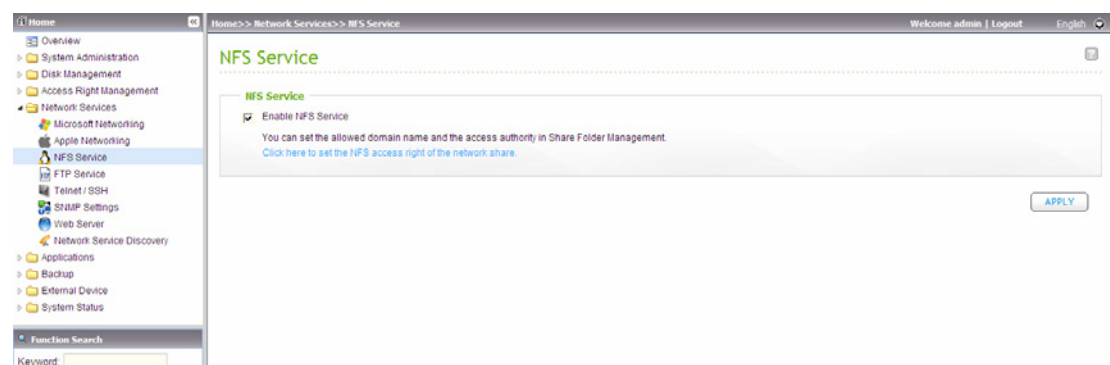 Home
Home>> Network Services>> NFS Service
Welcome admin | Logout
English
Overview
System Administration
Disk Management
Access Right Management
Network Services
Microsoft Networking
Apple Networking
NFS Service
FTP Service
Telnet / SSH
SNMP Settings
Web Server
Network Service Discovery
Applications
Backup
External Device
System Status
Function Search
Keyword:
NFS Service
NFS Service
Enable NFS Service
You can set the allowed domain name and the access authority in Share Folder Management.
Click here to set the NFS access right of the network share.
APPLY